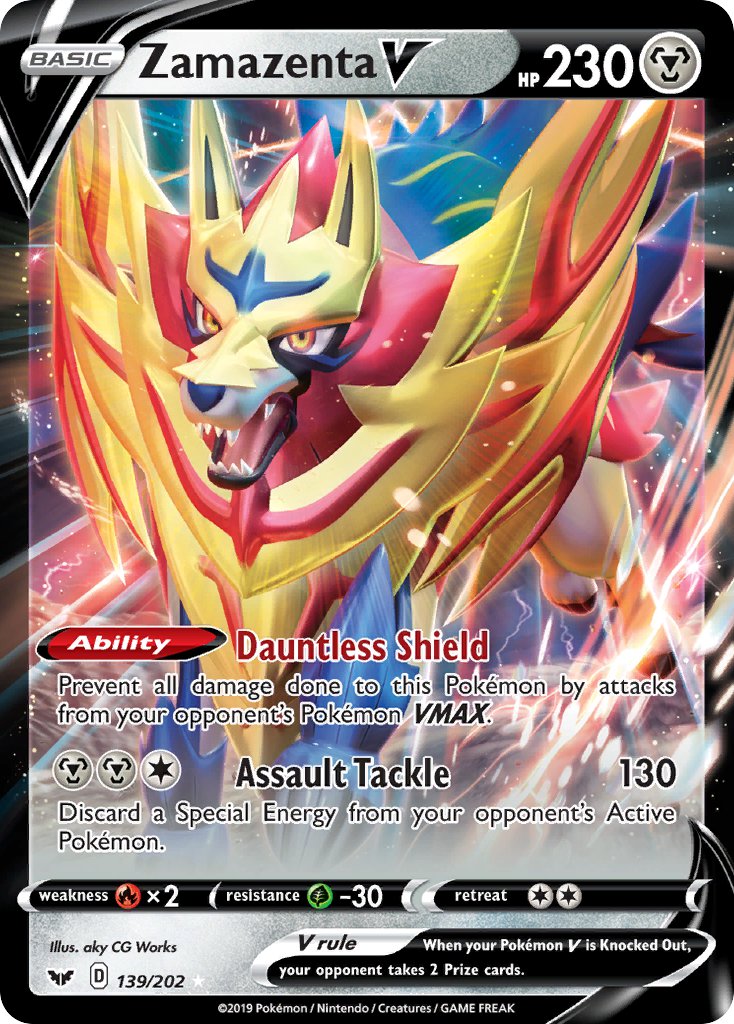 BASIC Zamazenta V HP 230
Ability Dauntless Shield
Prevent all damage done to this Pokémon by attacks
from your opponent's Pokémon VMAX.
Assault Tackle 130
Discard a Special Energy from your opponent's Active
Pokémon.
weakness ×2 resistance -30 retreat
Illus. aky CG Works
D 139/202
V rule When your Pokémon V is Knocked Out,
your opponent takes 2 Prize cards.
©2019 Pokémon / Nintendo / Creatures / GAME FREAK